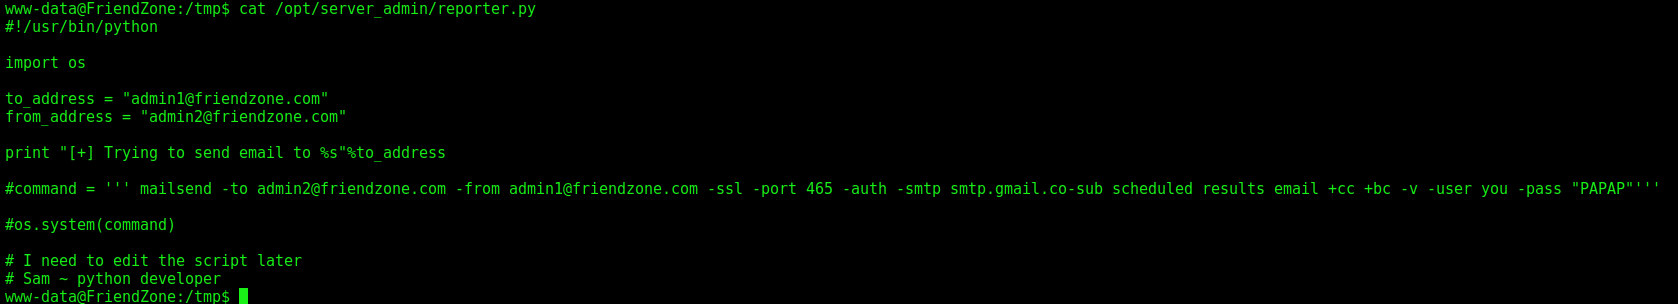 www-data@FriendZone:/tmp$ cat /opt/server_admin/reporter.py
#!/usr/bin/python
import os
to_address = "admin1@friendzone.com"
from_address = "admin2@friendzone.com"
print "[+] Trying to send email to %s"%to_address
#command = ''' mailsend -to admin2@friendzone.com -from admin1@friendzone.com -ssl -port 465 -auth -smtp smtp.gmail.co-sub scheduled results email +cc +bc -v -user you -pass "PAPAP"'''
#os.system(command)
# I need to edit the script later
# Sam ~ python developer
www-data@FriendZone:/tmp$